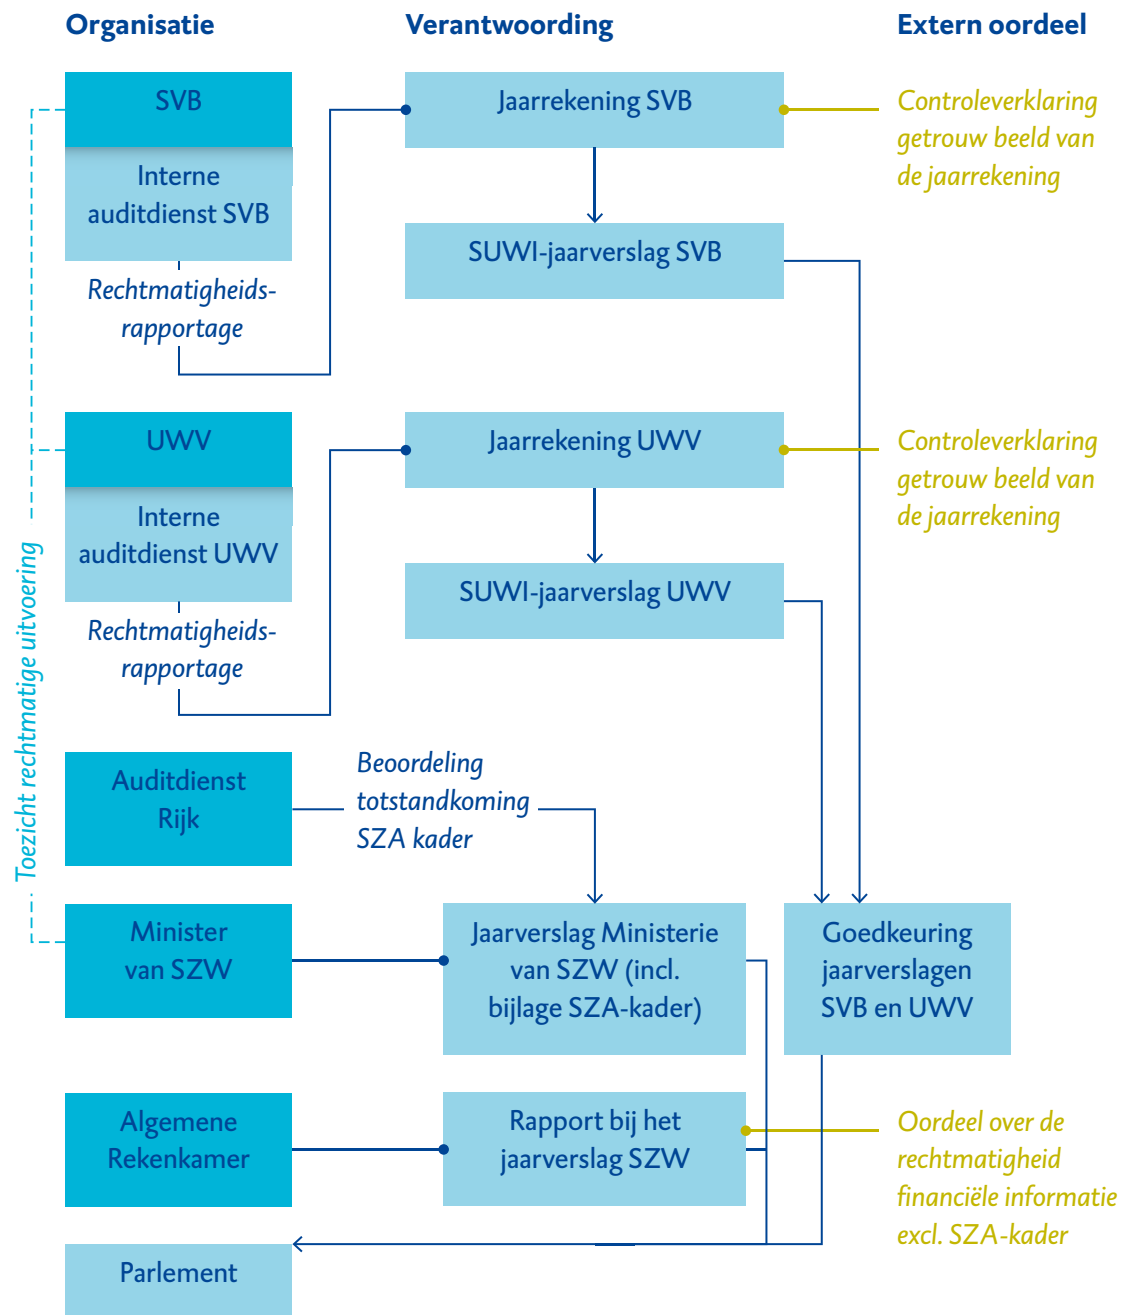 Organisatie
Verantwoording
Extern oordeel
SVB
Interne
auditdienst SVB
Rechtmatigheids-
rapportage
Jaarrekening SVB
SUWI-jaarverslag SVB
Controleverklaring
getrouw beeld van
de jaarrekening
UWV
Interne
auditdienst UWV
Rechtmatigheids-
rapportage
Jaarrekening UWV
SUWI-jaarverslag UWV
Controleverklaring
getrouw beeld van
de jaarrekening
Toezicht rechtmatige uitvoering
Auditdienst
Rijk
Beoordeling
totstandkoming
SZA kader
Minister
van SZW
Jaarverslag Ministerie
van SZW (incl.
bijlage SZA-kader)
Goedkeuring
jaarverslagen
SVB en UWV
Algemene
Rekenkamer
Rapport bij het
jaarverslag SZW
Oordeel over de
rechtmatigheid
financiële informatie
excl. SZA-kader
Parlement